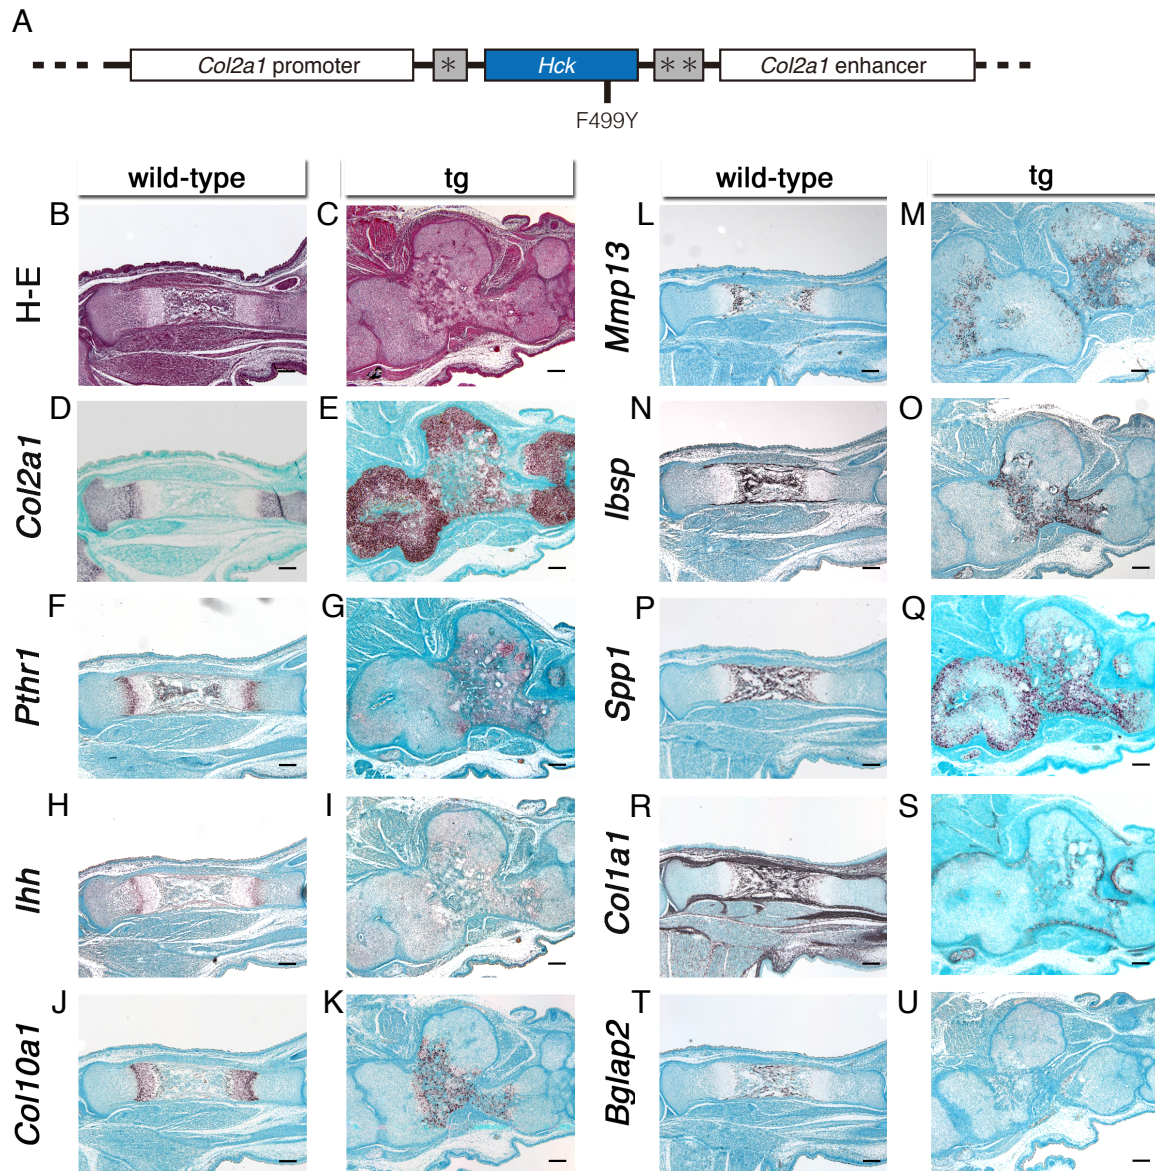 A
Col2a1 promoter
*
Hck
* *
Col2a1 enhancer
F499Y
wild-type
tg
wild-type
tg
H-E
B
C
Mmp13
L
M
Col2a1
D
E
Ibsp
N
O
Pthr1
F
G
Spp1
P
Q
Ihh
H
I
Col1a1
R
S
Col10a1
J
K
Bglap2
T
U